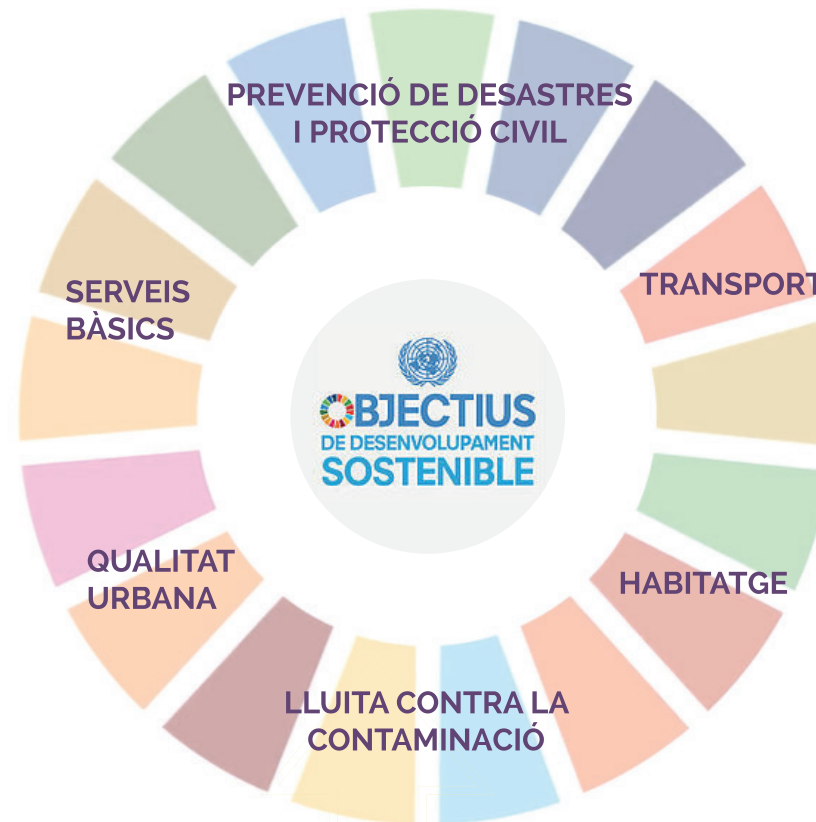 PREVENCIÓ DE DESASTRES
I PROTECCIÓ CIVIL
SERVEIS
BÀSICS
TRANSPORT
OBJECTIUS
DE DESENVOLUPAMENT
SOSTENIBLE
QUALITAT
URBANA
HABITATGE
LLUITA CONTRA LA
CONTAMINACIÓ